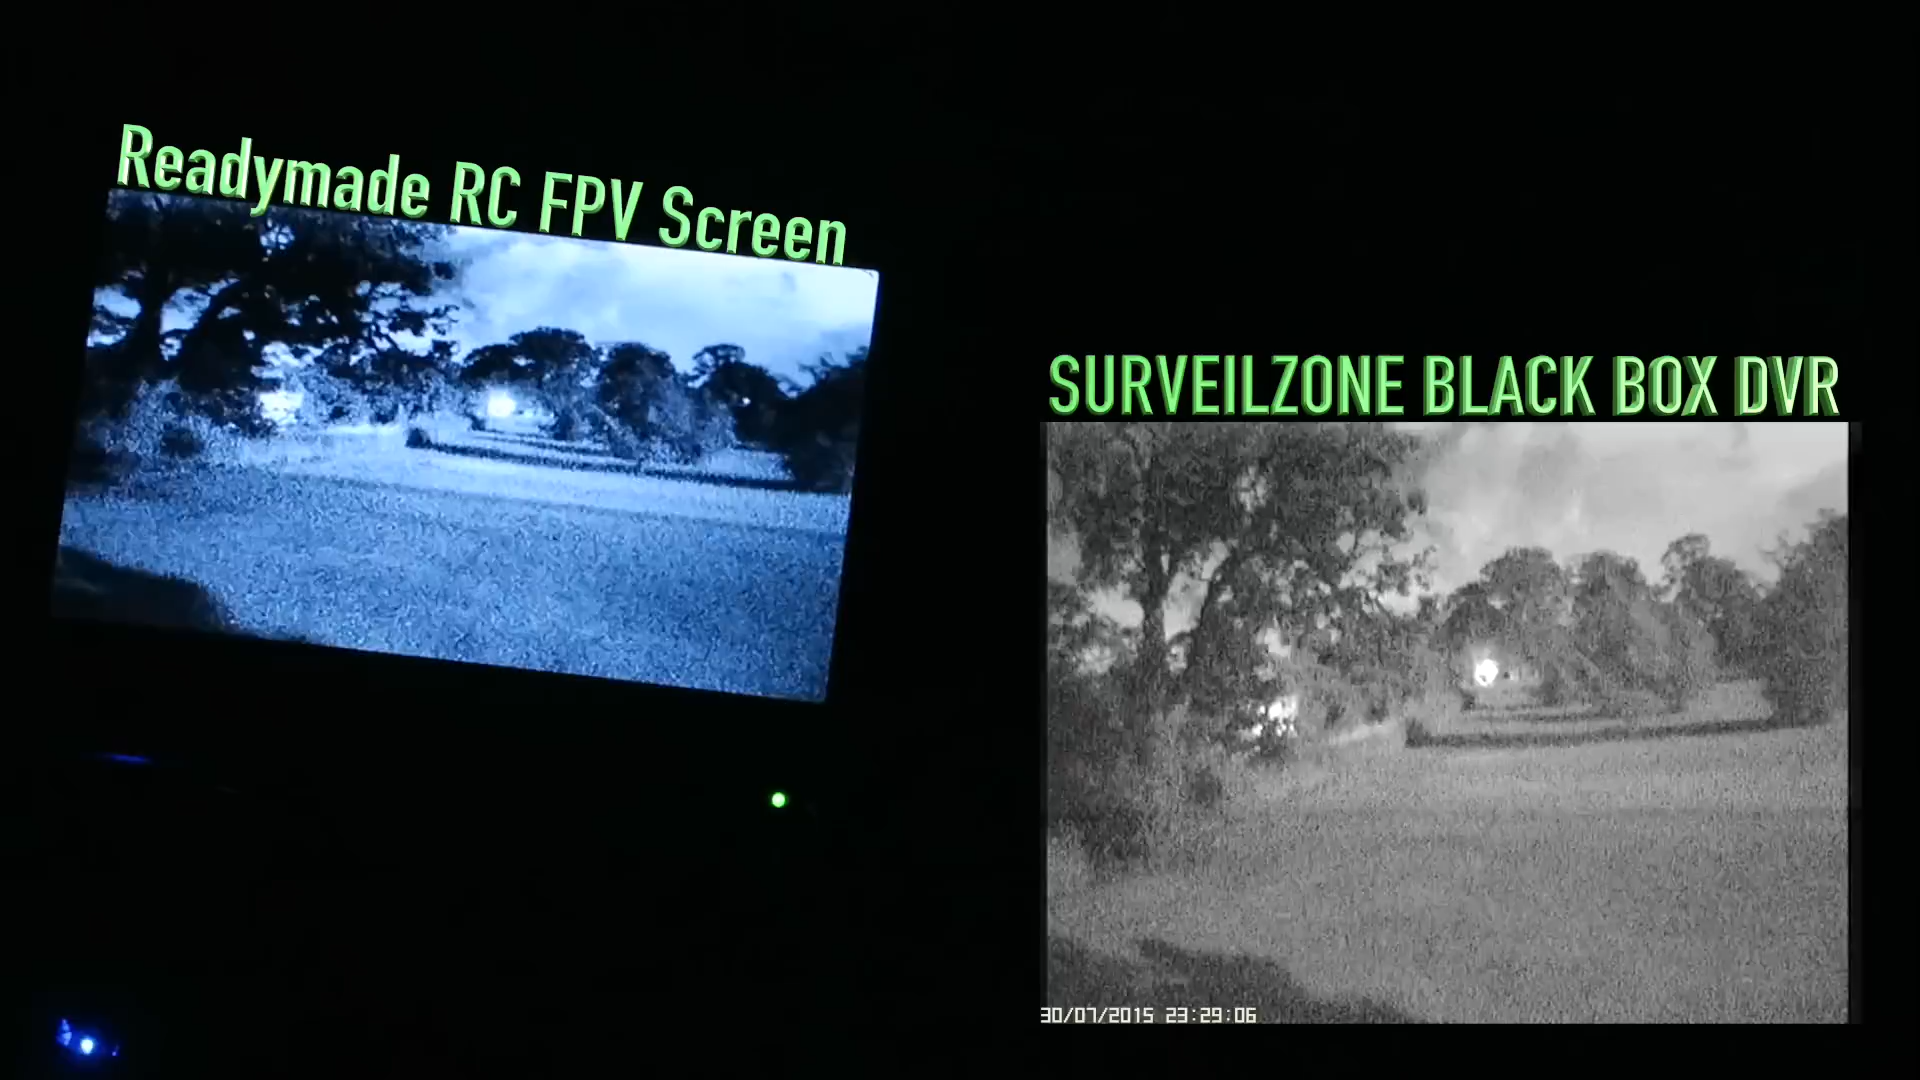 Readymade RC FPV Screen
SURVEILZONE BLACK BOX DVR
30/07/2015 23:29:06